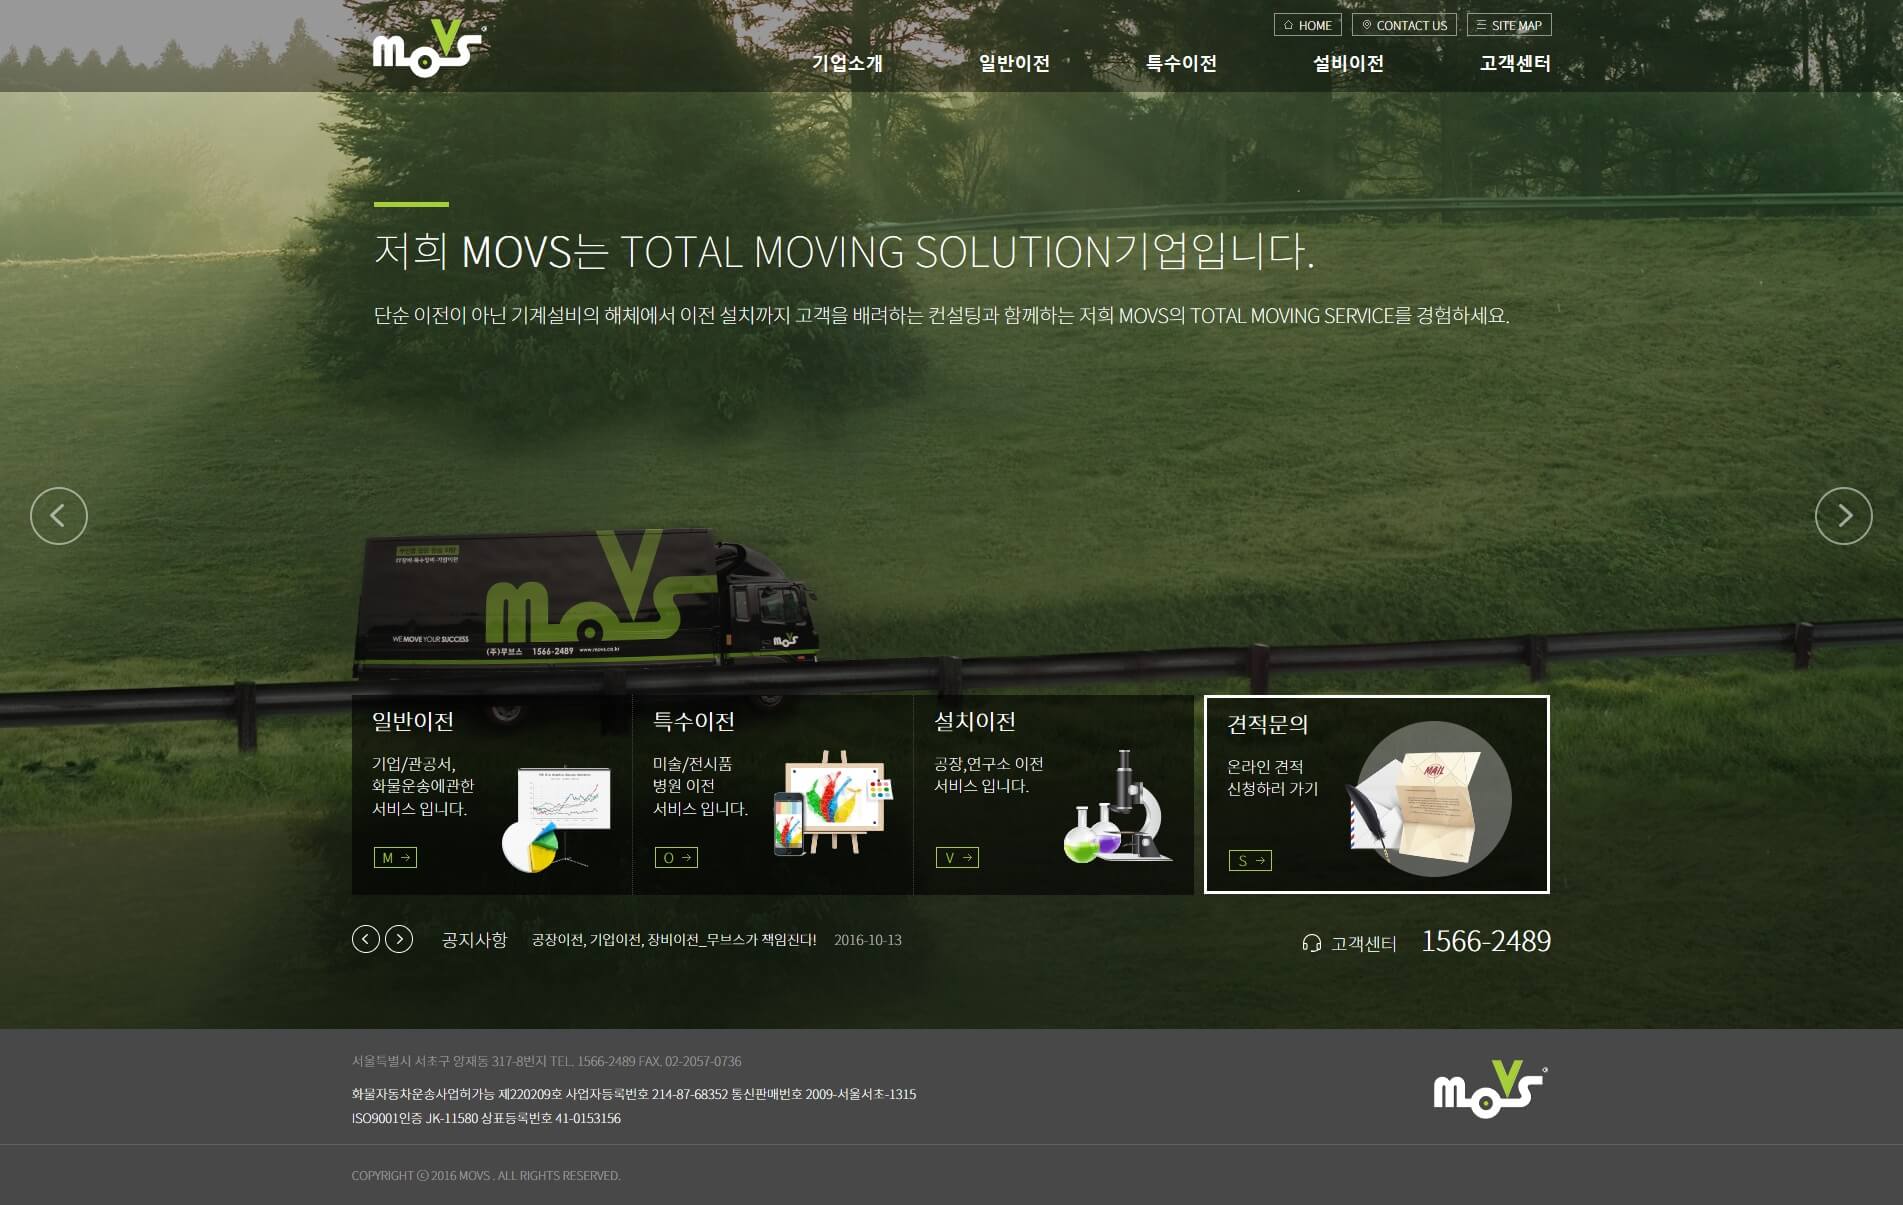 movs
HOME
CONTACT US
SITE MAP
기업소개
일반이전
특수이전
설비이전
고객센터
저희 MOVS는 TOTAL MOVING SOLUTION기업입니다.
단순 이전이 아닌 기계설비의 해체에서 이전 설치까지 고객을 배려하는 컨설팅과 함께하는 저희 MOVS의 TOTAL MOVING SERVICE를 경험하세요.
movs
WE MOVE YOUR SUCCESS
(주)무브스 1566-2489 www.movs.co.kr
movs
일반이전
기업/관공서,
화물운송에관한
서비스 입니다.
M
특수이전
미술/전시품
병원 이전
서비스 입니다.
O
설치이전
공장,연구소 이전
서비스 입니다.
V
견적문의
온라인 견적
신청하러 가기
S
MAIL
공지사항 공장이전, 기업이전, 장비이전_무브스가 책임진다! 2016-10-13
고객센터 1566-2489
서울특별시 서초구 양재동 317-8번지 TEL. 1566-2489 FAX. 02-2057-0736
화물자동차운송사업허가능 제220209호 사업자등록번호 214-87-68352 통신판매번호 2009-서울서초-1315
ISO9001인증 JK-11580 상표등록번호 41-0153156
movs
COPYRIGHT ⓒ 2016 MOVS . ALL RIGHTS RESERVED.